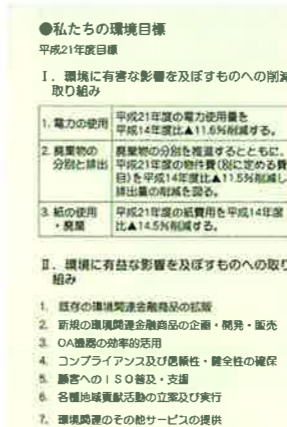 ●私たちの環境目標
平成21年度目標
Ⅰ．環境に有害な影響を及ぼすものへの削減
取り組み
1. 電力の使用
平成21年度の電力使用量を
平成14年度比▲11.6%削減する。
2. 廃棄物の
分別と排出
廃棄物の分別を推進するとともに、
平成21年度の物件費(別に定める費
目)を平成14年度比▲11.5%削減し
排出量の削減を図る。
3. 紙の使用
・廃棄
平成21年度の紙費用を平成14年度
比▲14.5%削減する。
Ⅱ．環境に有益な影響を及ぼすものへの取り
組み
1. 既存の環境関連金融商品の拡販
2. 新規の環境関連金融商品の企画・開発・販売
3. OA機器の効率的活用
4. コンプライアンス及び信頼性・健全性の確保
5. 顧客へのＩＳＯ普及・支援
6. 各種地域貢献活動の立案及び実行
7. 環境関連のその他サービスの提供